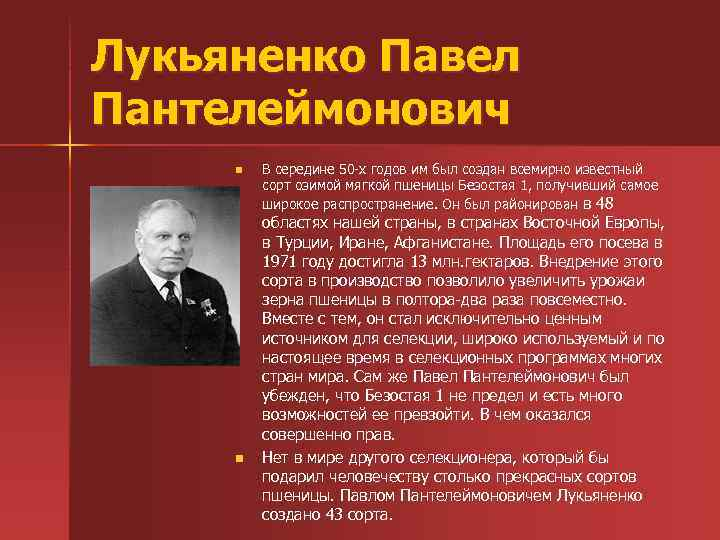 Лукьяненко Павел
Пантелеймонович
В середине 50-х годов им был создан всемирно известный
сорт озимой мягкой пшеницы Безостая 1, получивший самое
широкое распространение. Он был районирован в 48
областях нашей страны, в странах Восточной Европы,
в Турции, Иране, Афганистане. Площадь его посева в
1971 году достигла 13 млн.гектаров. Внедрение этого
сорта в производство позволило увеличить урожаи
зерна пшеницы в полтора-два раза повсеместно.
Вместе с тем, он стал исключительно ценным
источником для селекции, широко используемый и по
настоящее время в селекционных программах многих
стран мира. Сам же Павел Пантелеймонович был
убежден, что Безостая 1 не предел и есть много
возможностей ее превзойти. В чем оказался
совершенно прав.
Нет в мире другого селекционера, который бы
подарил человечеству столько прекрасных сортов
пшеницы. Павлом Пантелеймоновичем Лукьяненко
создано 43 сорта.